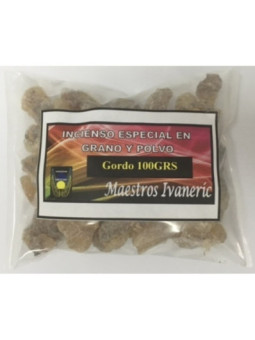 INCIENSO ESPECIAL EN
GRANO Y POLVO
Gordo 100GRS
Maestros Ivaneric